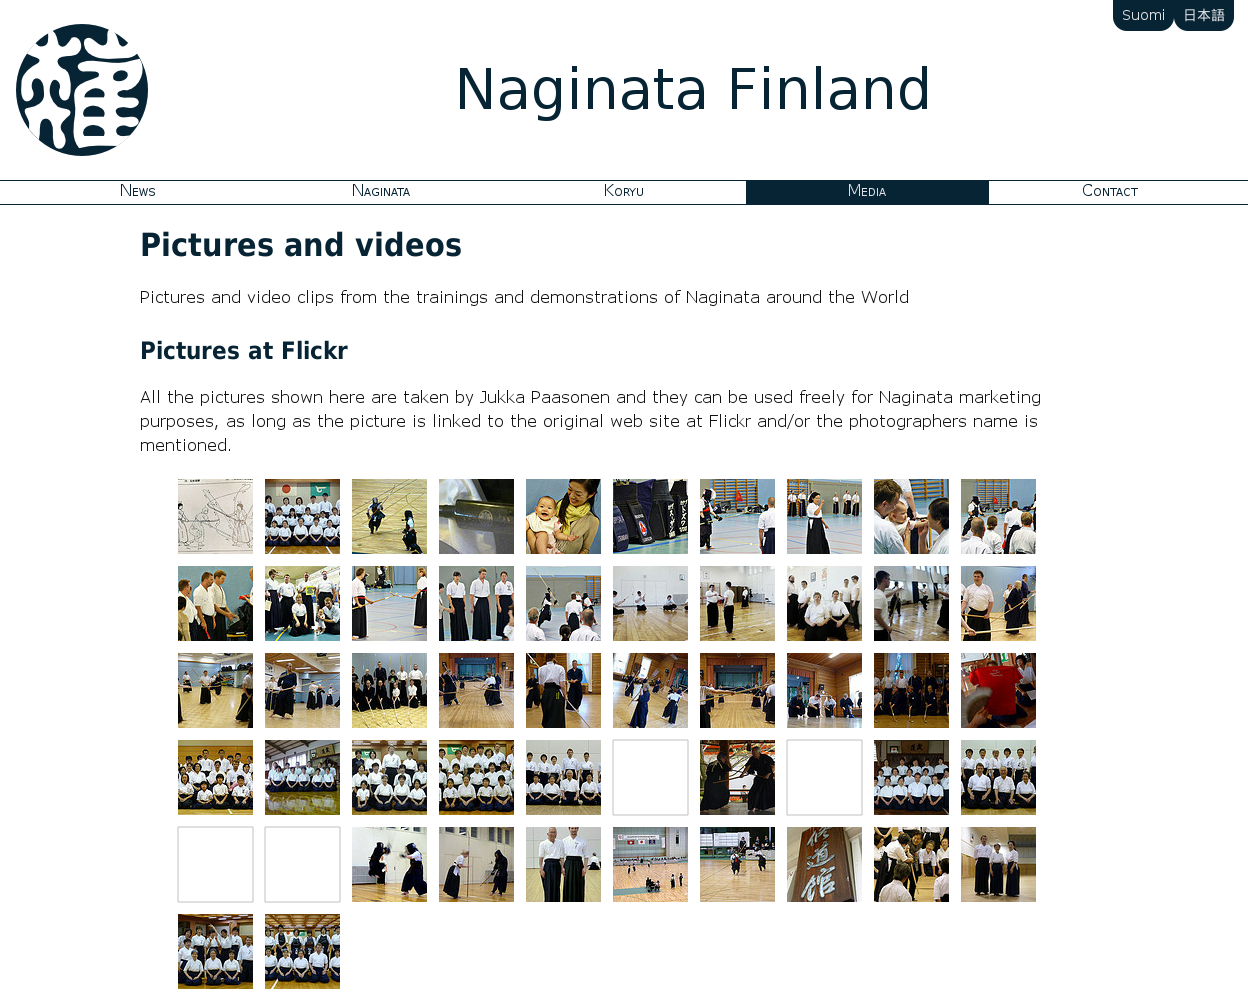 Suomi
日本語
Naginata Finland
News
Naginata
Koryu
Media
Contact
Pictures and videos
Pictures and video clips from the trainings and demonstrations of Naginata around the World
Pictures at Flickr
All the pictures shown here are taken by Jukka Paasonen and they can be used freely for Naginata marketing
purposes, as long as the picture is linked to the original web site at Flickr and/or the photographers name is
mentioned.
修道館